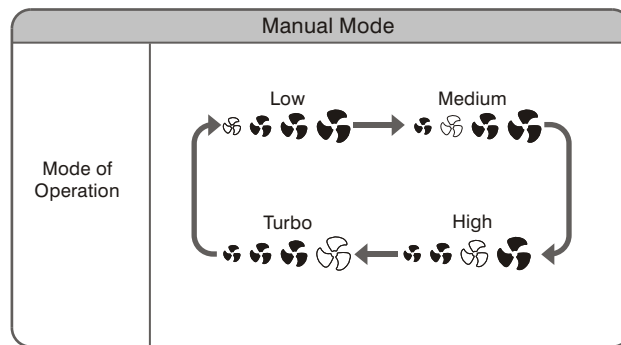 Manual Mode
Mode of
Operation
Low
Medium
Turbo
High